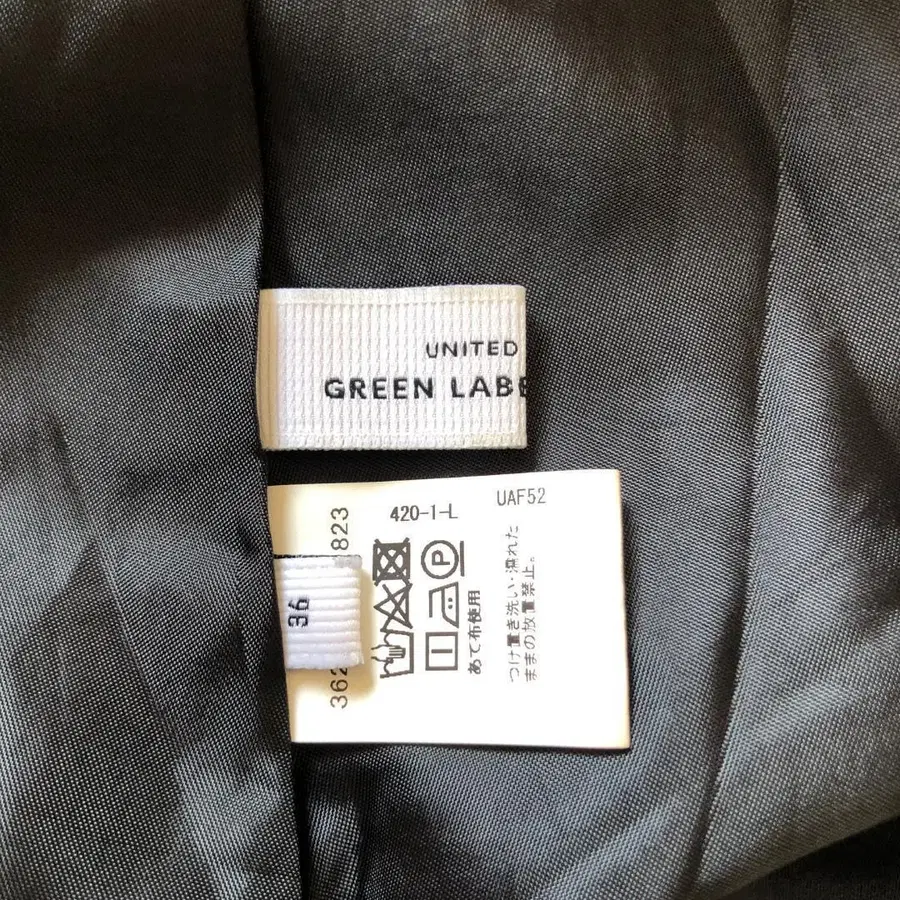 UNITED
GREEN LABE
420-1-L
UAF52
362
823
36
P
あて布使用
つけ置き洗い・濡れた
ままの放置禁止。